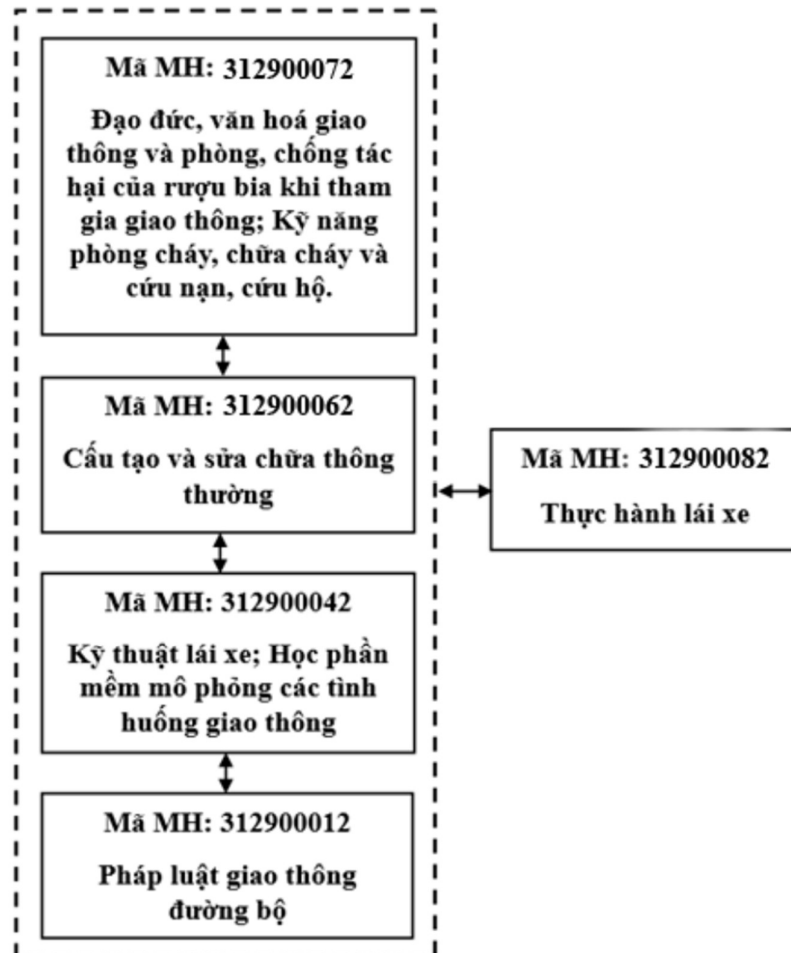 Mã MH: 312900072
Đạo đức, văn hoá giao
thông và phòng, chống tác
hại của rượu bia khi tham
gia giao thông; Kỹ năng
phòng cháy, chữa cháy và
cứu nạn, cứu hộ.
Mã MH: 312900062
Cấu tạo và sửa chữa thông
thường
Mã MH: 312900042
Kỹ thuật lái xe; Học phần
mềm mô phỏng các tình
huống giao thông
Mã MH: 312900012
Pháp luật giao thông
đường bộ
Mã MH: 312900082
Thực hành lái xe